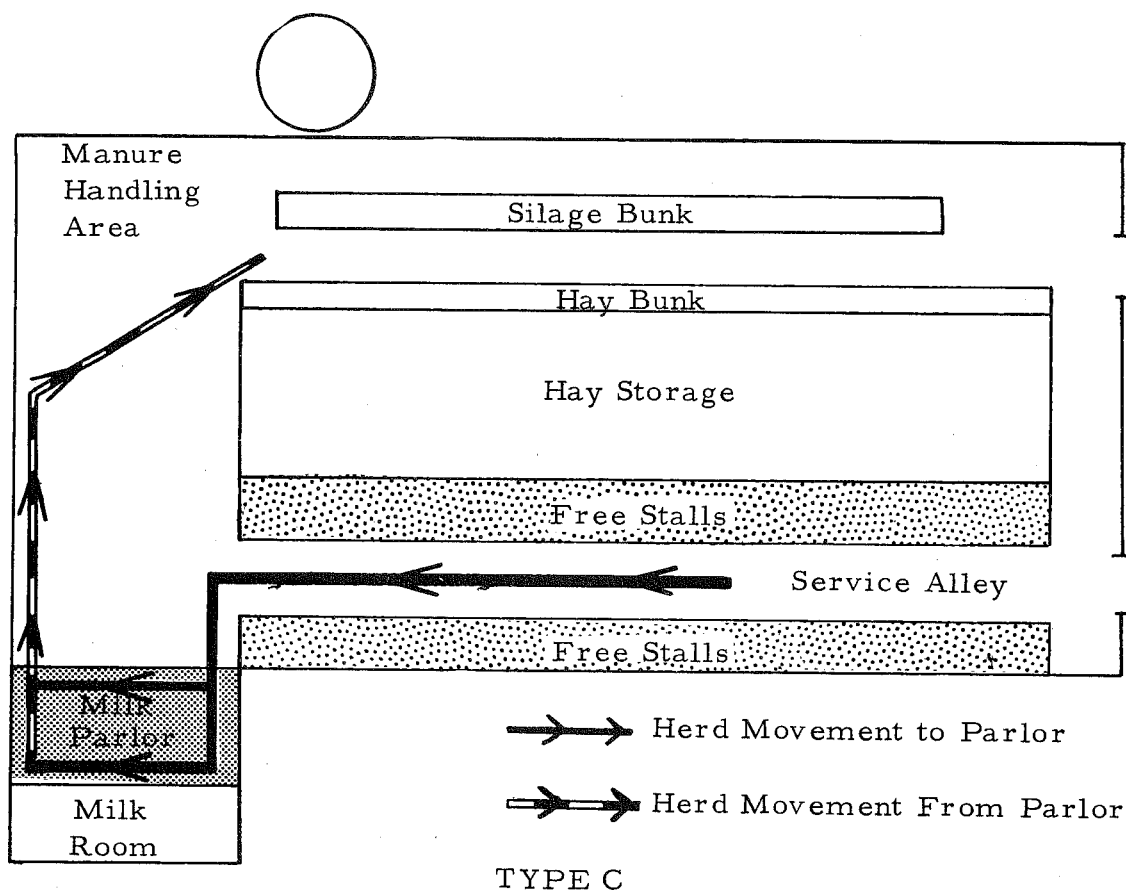 Manure
Handling
Area
Silage Bunk
Hay Bunk
Hay Storage
Free Stalls
Service Alley
Free Stalls
Milk
Parlor
Herd Movement to Parlor
Milk
Room
Herd Movement From Parlor
TYPE C